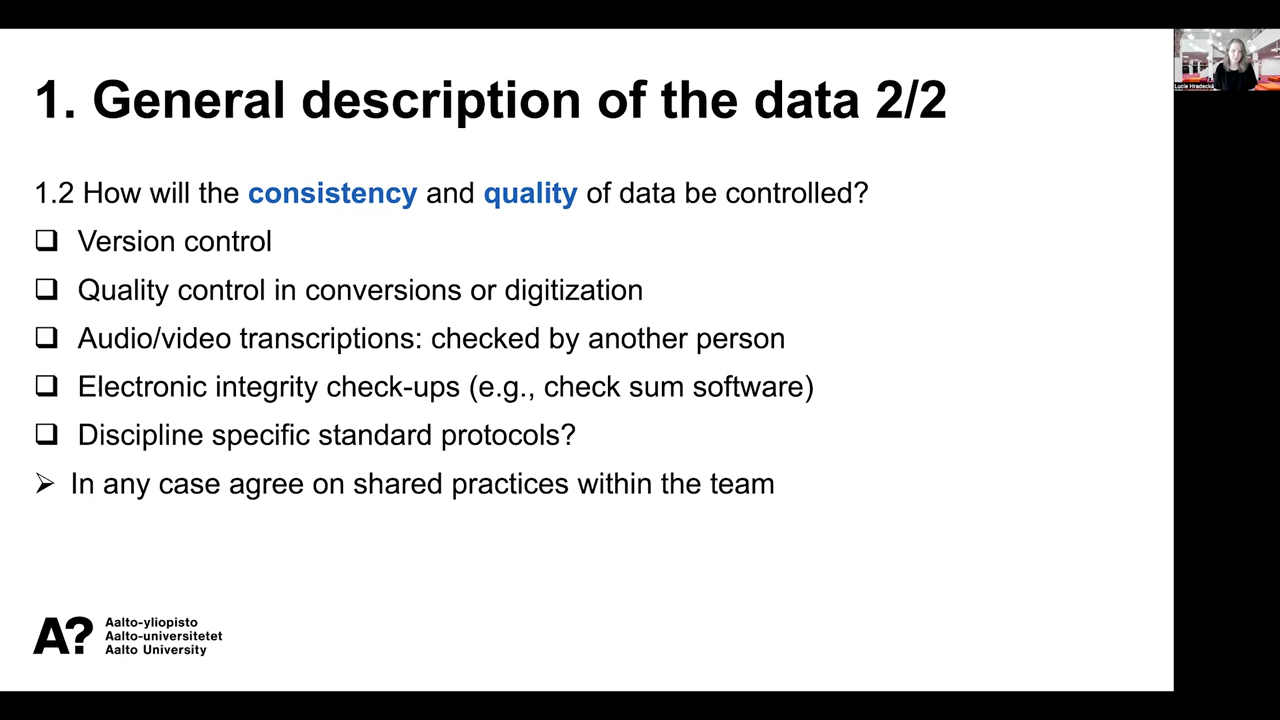 1. General description of the data 2/2
1.2 How will the consistency and quality of data be controlled?
Version control
Quality control in conversions or digitization
Audio/video transcriptions: checked by another person
Electronic integrity check-ups (e.g., check sum software)
Discipline specific standard protocols?
In any case agree on shared practices within the team
A?
Aalto-yliopisto
Aalto-universitetet
Aalto University
Lucie Hradecká